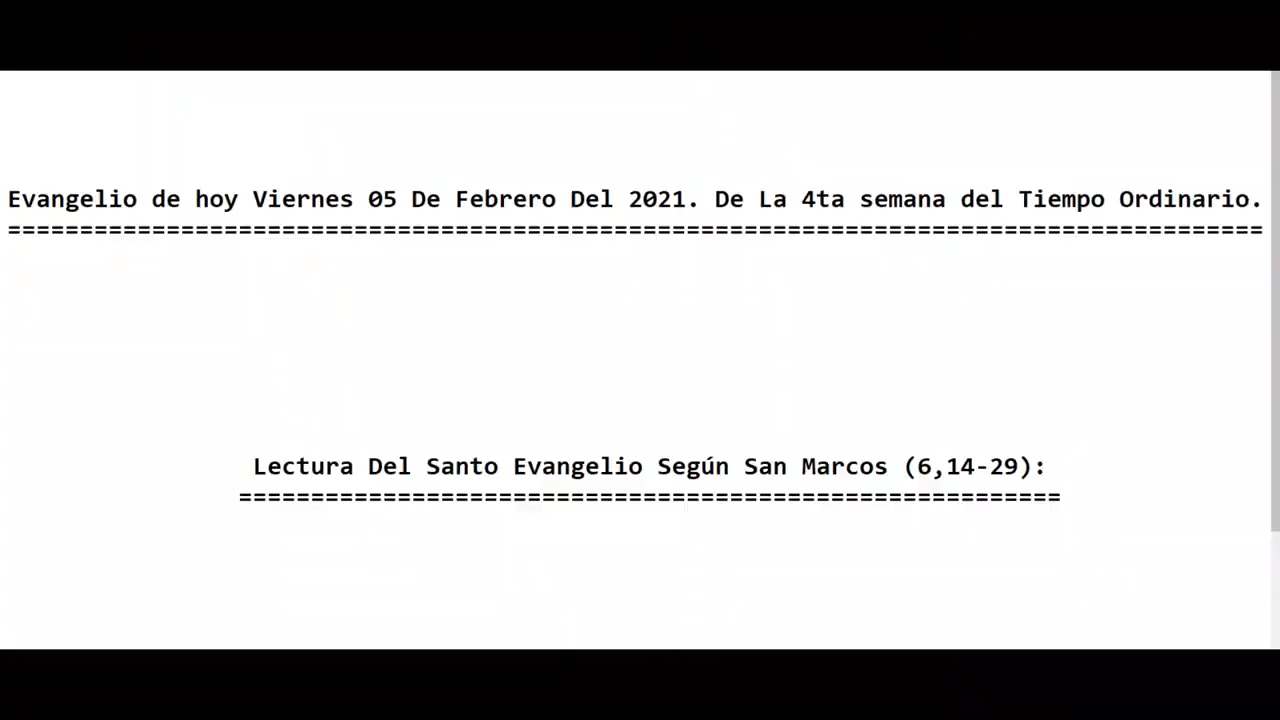 Evangelio de hoy Viernes 05 De Febrero Del 2021. De La 4ta semana del Tiempo Ordinario.
=======================================================================================
Lectura Del Santo Evangelio Según San Marcos (6,14-29):
=========================================================